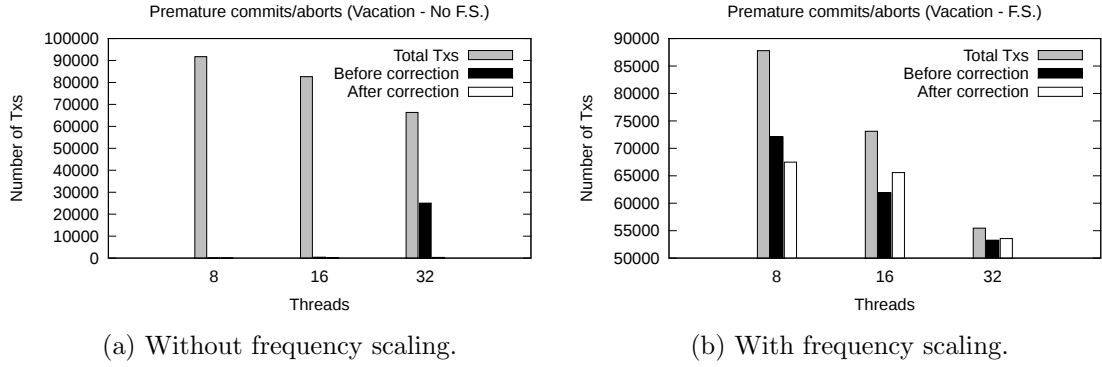 Premature commits/aborts (Vacation - No F.S.)
100000
90000
80000
70000
60000
50000
40000
30000
20000
10000
0
Number of Txs
Total Txs
Before correction
After correction
8 16 32
Threads
(a) Without frequency scaling.
Premature commits/aborts (Vacation - F.S.)
90000
85000
80000
75000
70000
65000
60000
55000
50000
Number of Txs
Total Txs
Before correction
After correction
8 16 32
Threads
(b) With frequency scaling.